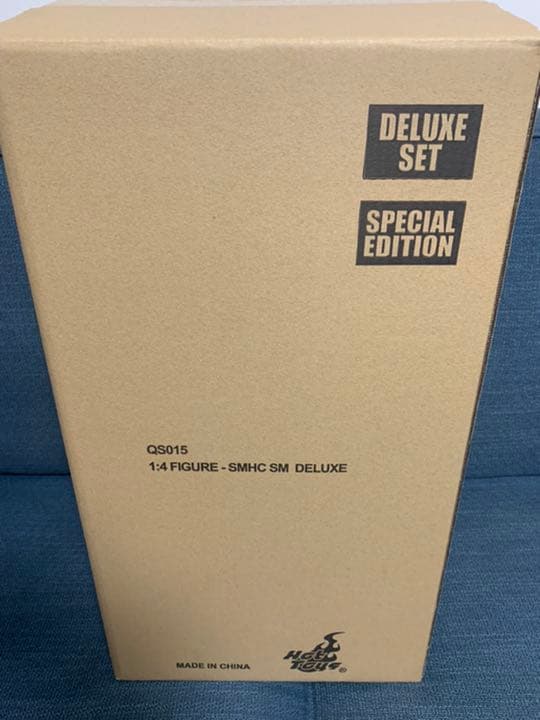 DELUXE
SET
SPECIAL
EDITION
QS015
1:4 FIGURE - SMHC SM DELUXE
MADE IN CHINA
Hot
Toys®